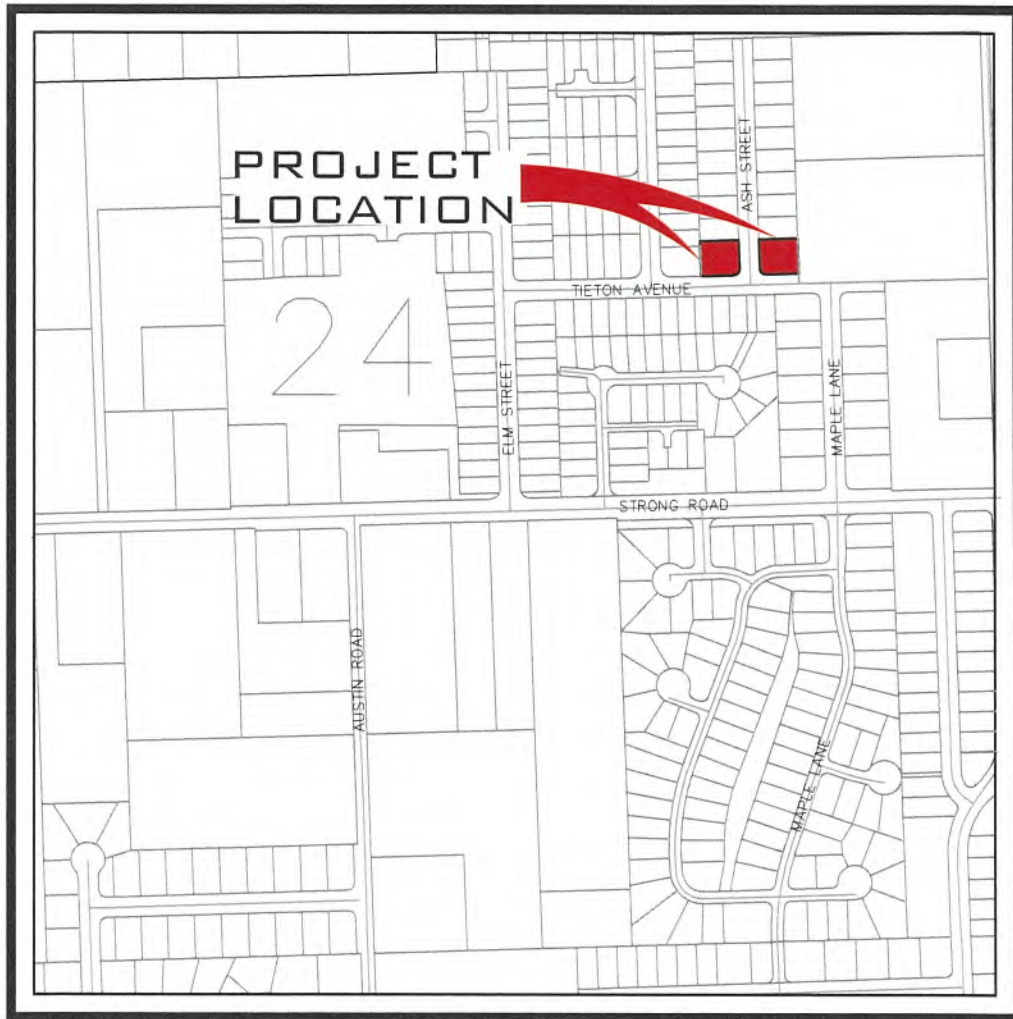 ASH STREET
PROJECT
LOCATION
TIETON AVENUE
24
ELM STREET
MAPLE LANE
STRONG ROAD
AUSTIN ROAD
MAPLE LANE